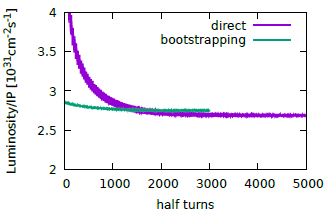 4
3.5
3
2.5
2
Luminosity/IP [10³¹cm⁻²s⁻¹]
direct
bootstrapping
0 1000 2000 3000 4000 5000
half turns